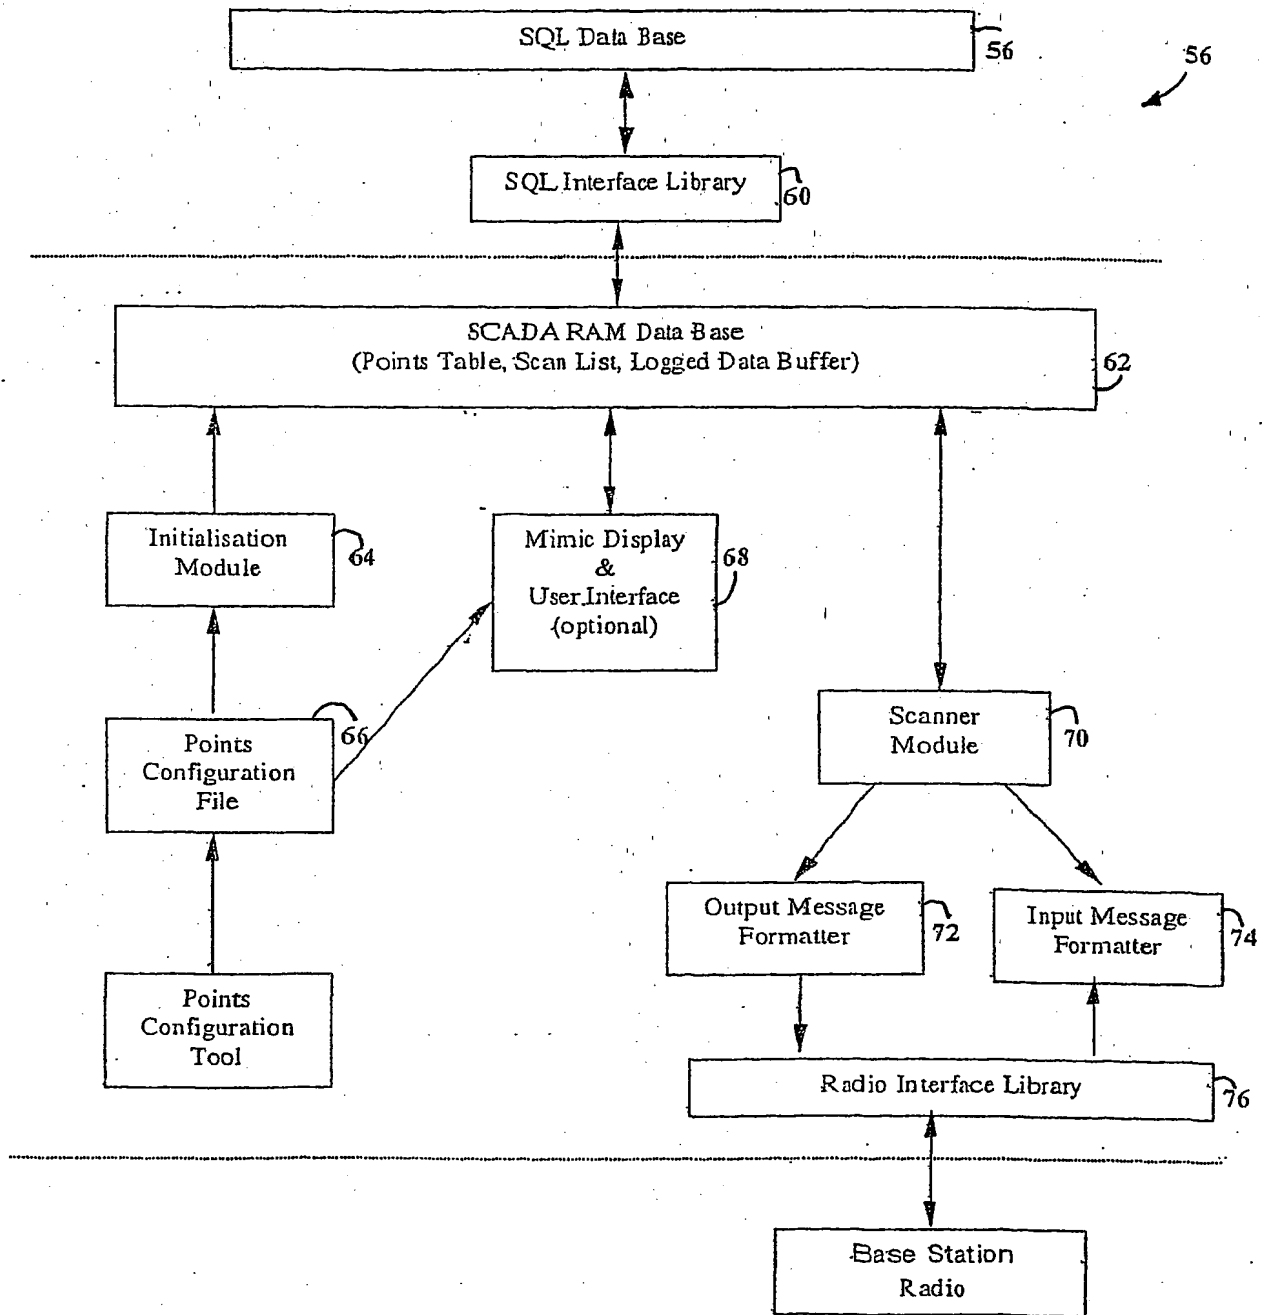 SQL Data Base
56
56
SQL Interface Library
60
SCADA RAM Data Base
(Points Table, Scan List, Logged Data Buffer)
62
Initialisation
Module
64
Mimic Display
&
User Interface
(optional)
68
Points
Configuration
File
66
Scanner
Module
70
Output Message
Formatter
72
Input Message
Formatter
74
Points
Configuration
Tool
Radio Interface Library
76
Base Station
Radio